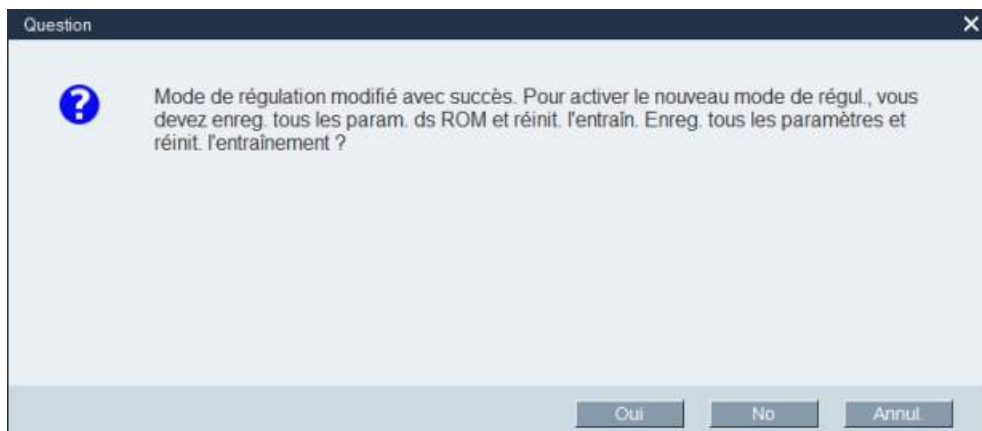 Question
Mode de régulation modifié avec succès. Pour activer le nouveau mode de régul., vous
devez enreg. tous les param. ds ROM et réinit. l'entraîn. Enreg. tous les paramètres et
réinit. l'entraînement ?
Oui
No
Annul.